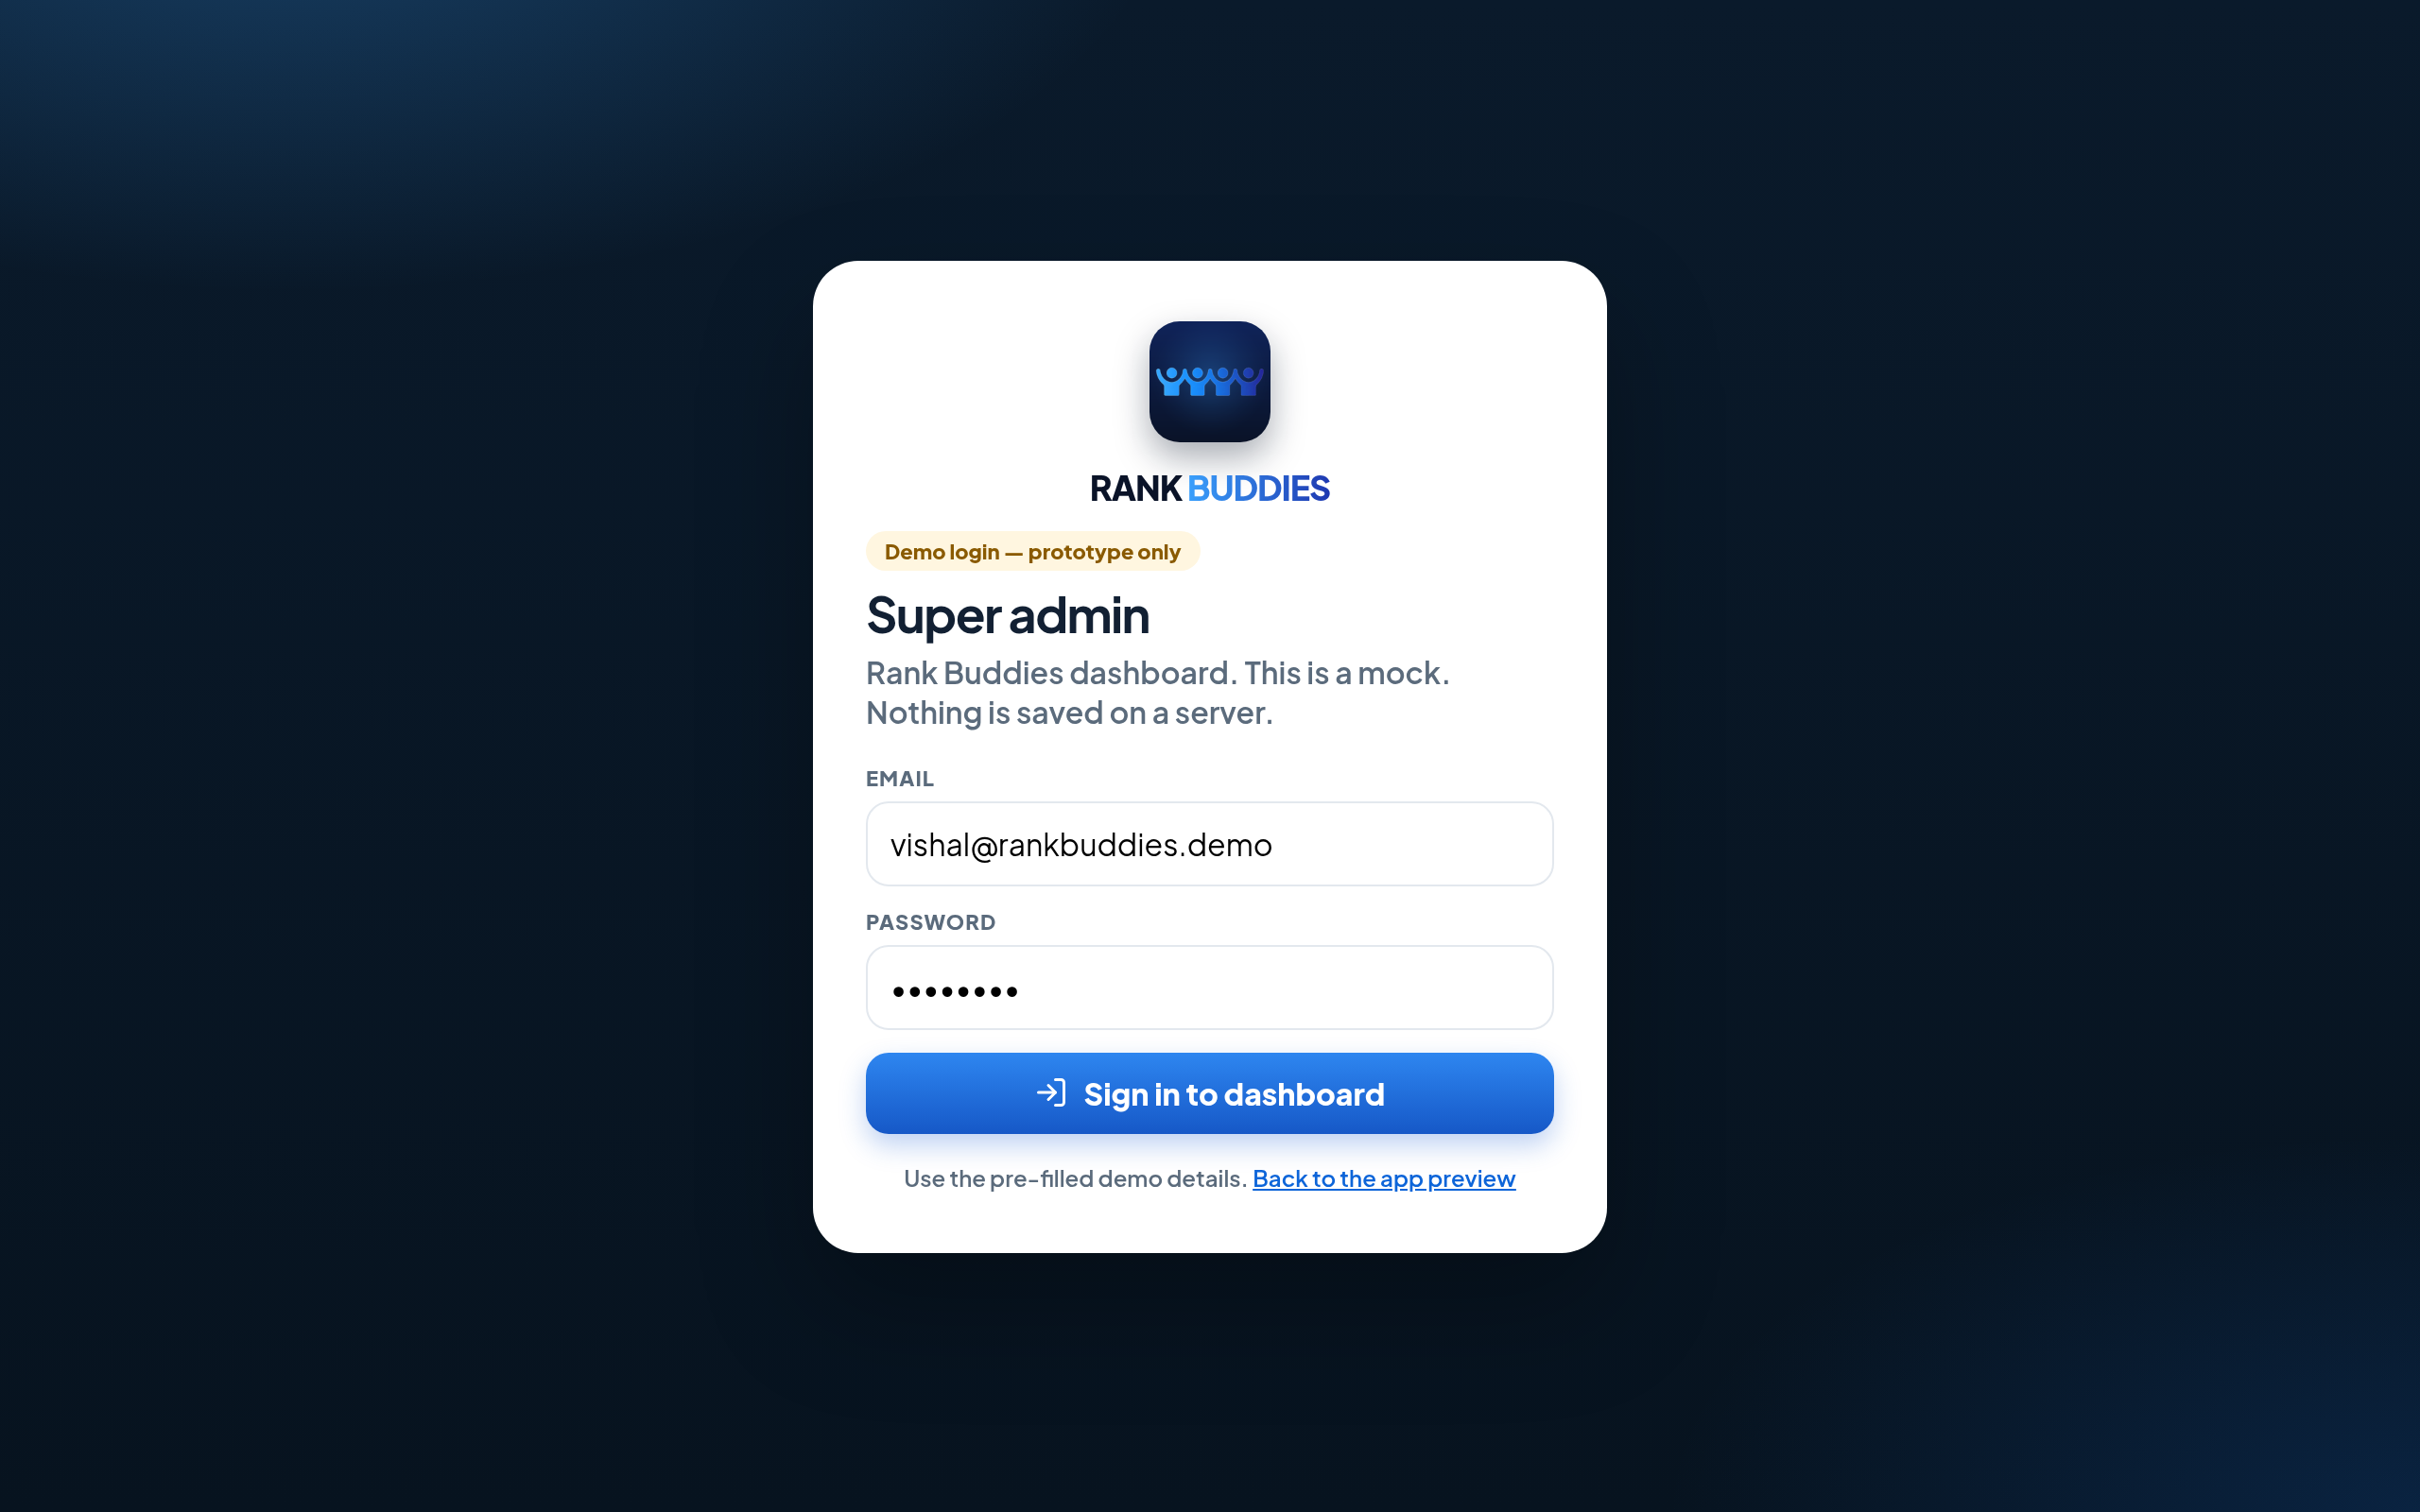 RANK BUDDIES
Demo login — prototype only
Super admin
Rank Buddies dashboard. This is a mock.
Nothing is saved on a server.
EMAIL
vishal@rankbuddies.demo
PASSWORD
••••••••
Sign in to dashboard
Use the pre-filled demo details. Back to the app preview